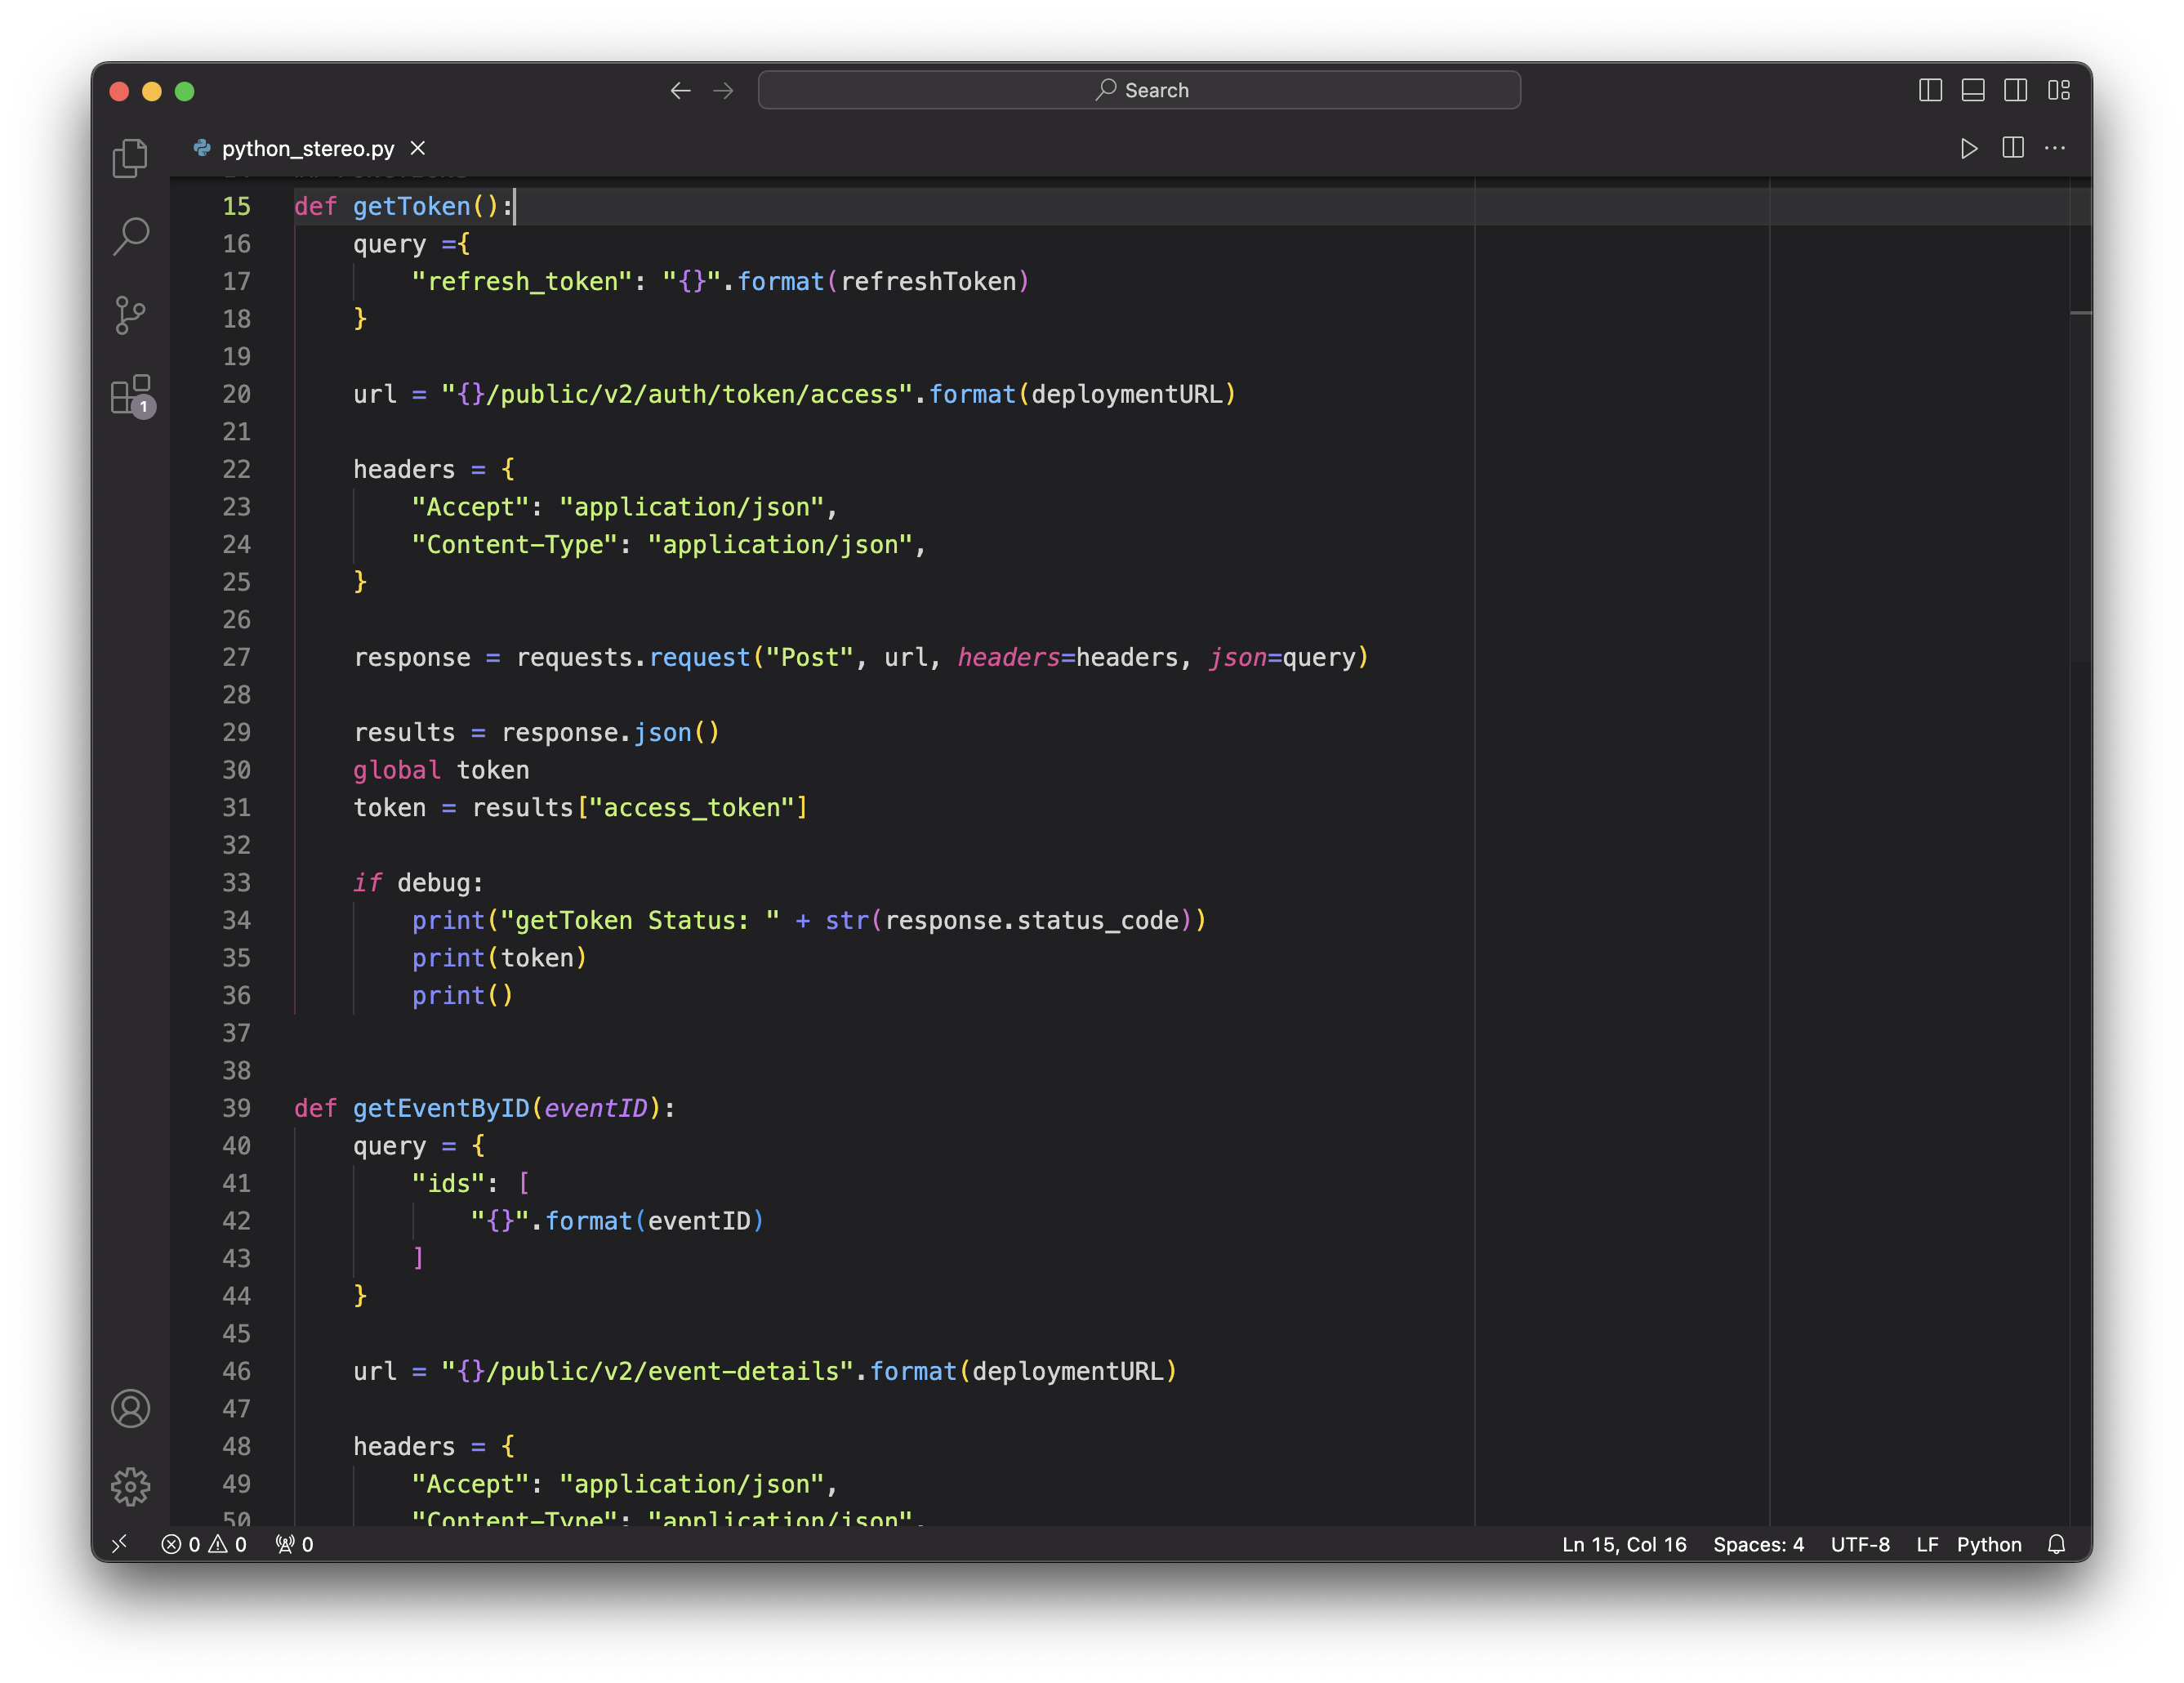 Search
python_stereo.py
15 def getToken():
16 query ={
17 "refresh_token": "{}".format(refreshToken)
18 }
19
20 url = "{}/public/v2/auth/token/access".format(deploymentURL)
21
22 headers = {
23 "Accept": "application/json",
24 "Content-Type": "application/json",
25 }
26
27 response = requests.request("Post", url, headers=headers, json=query)
28
29 results = response.json()
30 global token
31 token = results["access_token"]
32
33 if debug:
34 print("getToken Status: " + str(response.status_code))
35 print(token)
36 print()
37
38
39 def getEventByID(eventID):
40 query = {
41 "ids": [
42 "{}".format(eventID)
43 ]
44 }
45
46 url = "{}/public/v2/event-details".format(deploymentURL)
47
48 headers = {
49 "Accept": "application/json",
50 "Content-Type": "application/json",
1
0 0 0
Ln 15, Col 16 Spaces: 4 UTF-8 LF Python